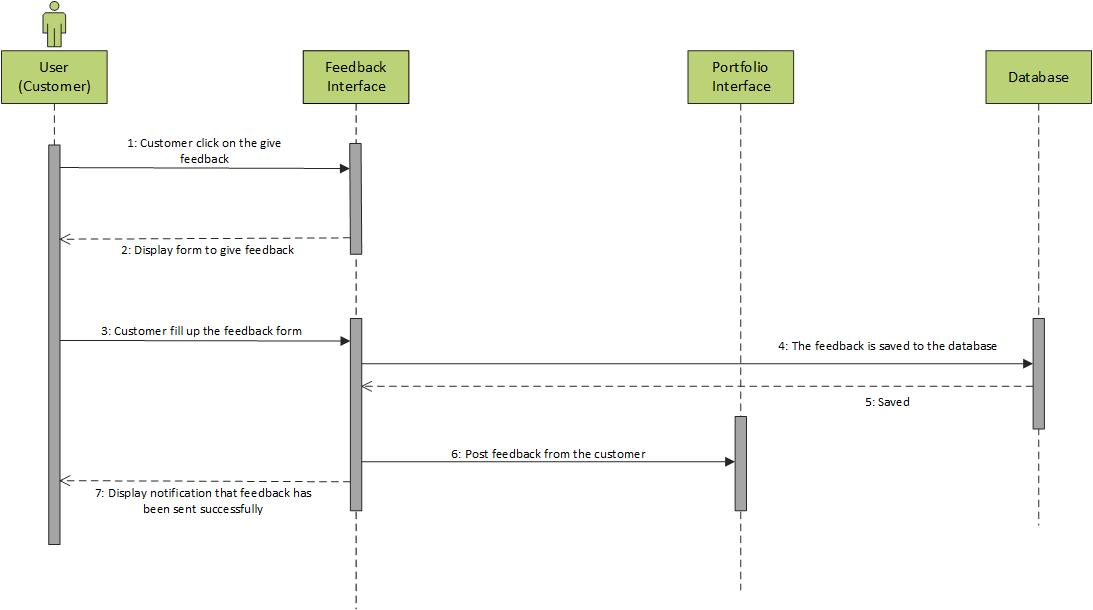 User
(Customer)
Feedback
Interface
Portfolio
Interface
Database
1: Customer click on the give
feedback
2: Display form to give feedback
3: Customer fill up the feedback form
4: The feedback is saved to the database
5: Saved
6: Post feedback from the customer
7: Display notification that feedback has
been sent successfully